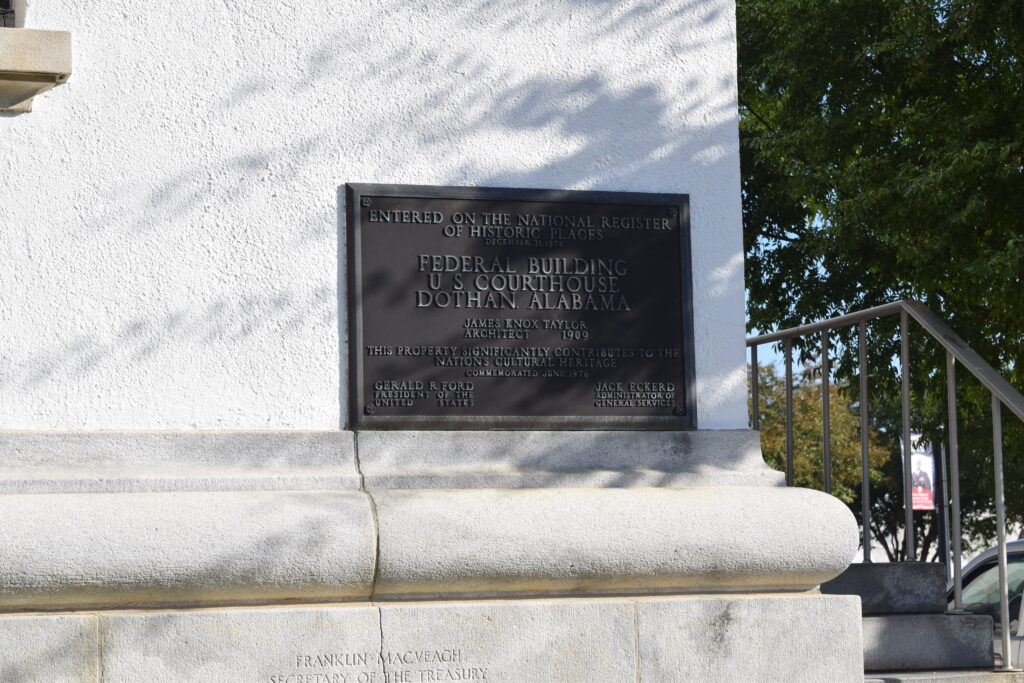 ENTERED ON THE NATIONAL REGISTER
OF HISTORIC PLACES
DECEMBER 31, 1974
FEDERAL BUILDING
U S COURTHOUSE
DOTHAN, ALABAMA
JAMES KNOX TAYLOR
ARCHITECT 1909
THIS PROPERTY SIGNIFICANTLY CONTRIBUTES TO THE
NATION'S CULTURAL HERITAGE
COMMEMORATED JUNE 1976
GERALD R. FORD
PRESIDENT OF THE
UNITED STATES
JACK ECKERD
ADMINISTRATOR OF
GENERAL SERVICES
FRANKLIN·MACVEAGH
SECRETARY OF THE TREASURY